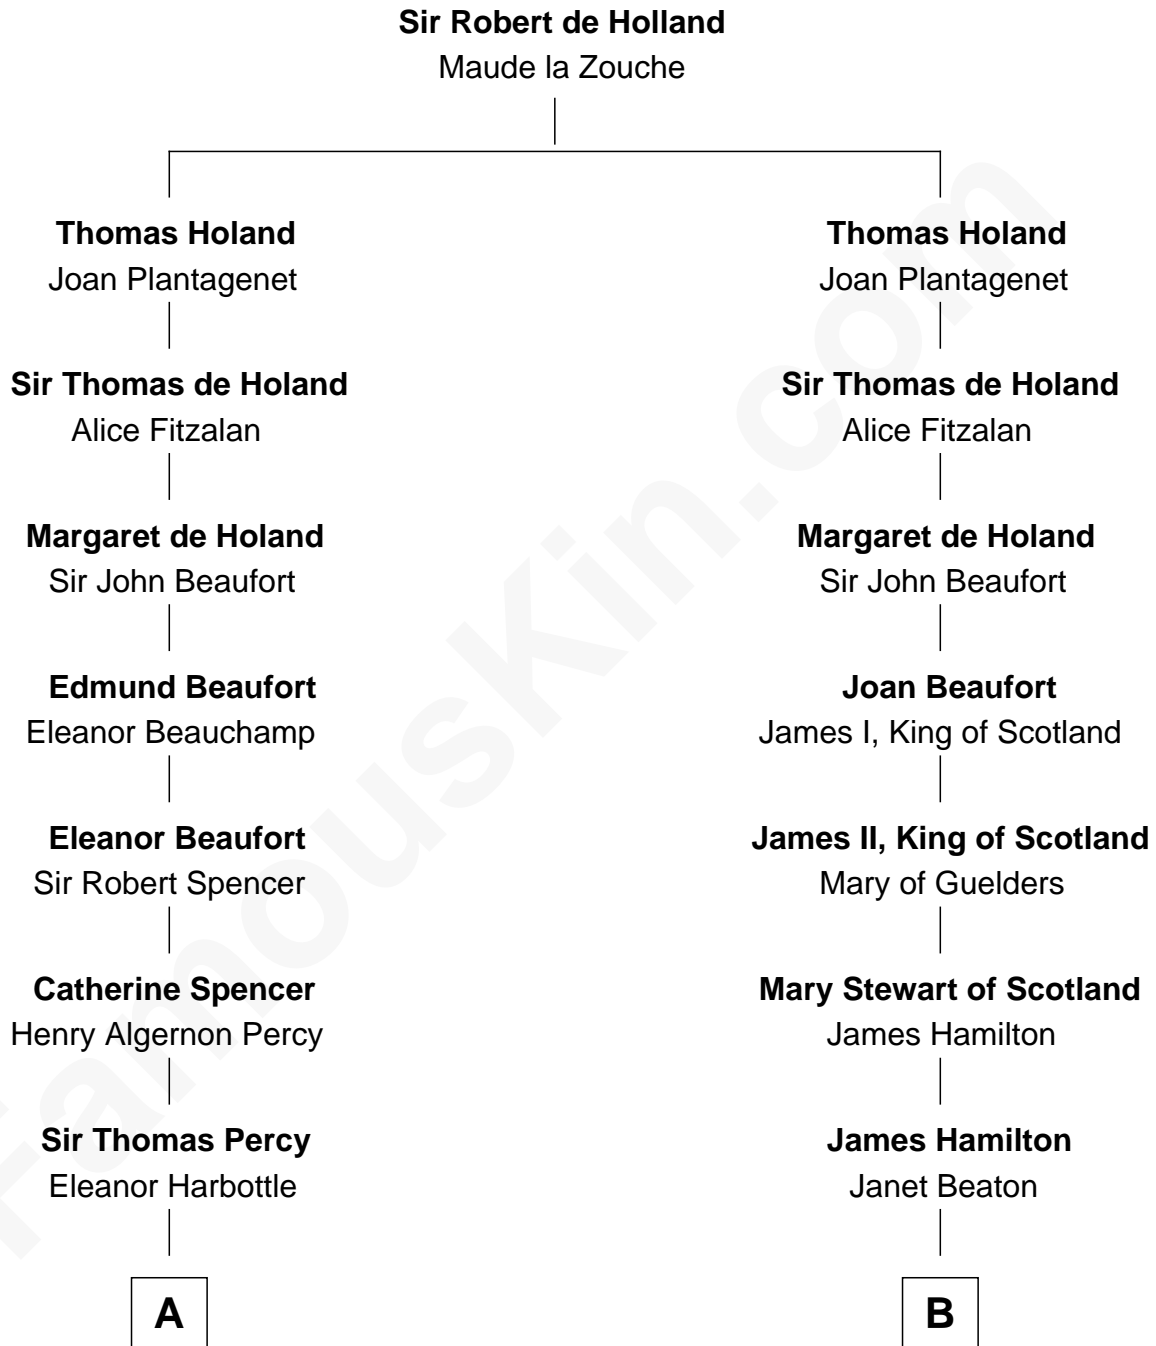 Sir Robert de Holland
Maude la Zouche
Thomas Holand
Joan Plantagenet
Sir Thomas de Holand
Alice Fitzalan
Margaret de Holand
Sir John Beaufort
Edmund Beaufort
Eleanor Beauchamp
Eleanor Beaufort
Sir Robert Spencer
Catherine Spencer
Henry Algernon Percy
Sir Thomas Percy
Eleanor Harbottle
A
Thomas Holand
Joan Plantagenet
Sir Thomas de Holand
Alice Fitzalan
Margaret de Holand
Sir John Beaufort
Joan Beaufort
James I, King of Scotland
James II, King of Scotland
Mary of Guelders
Mary Stewart of Scotland
James Hamilton
James Hamilton
Janet Beaton
B
FamousKin.com